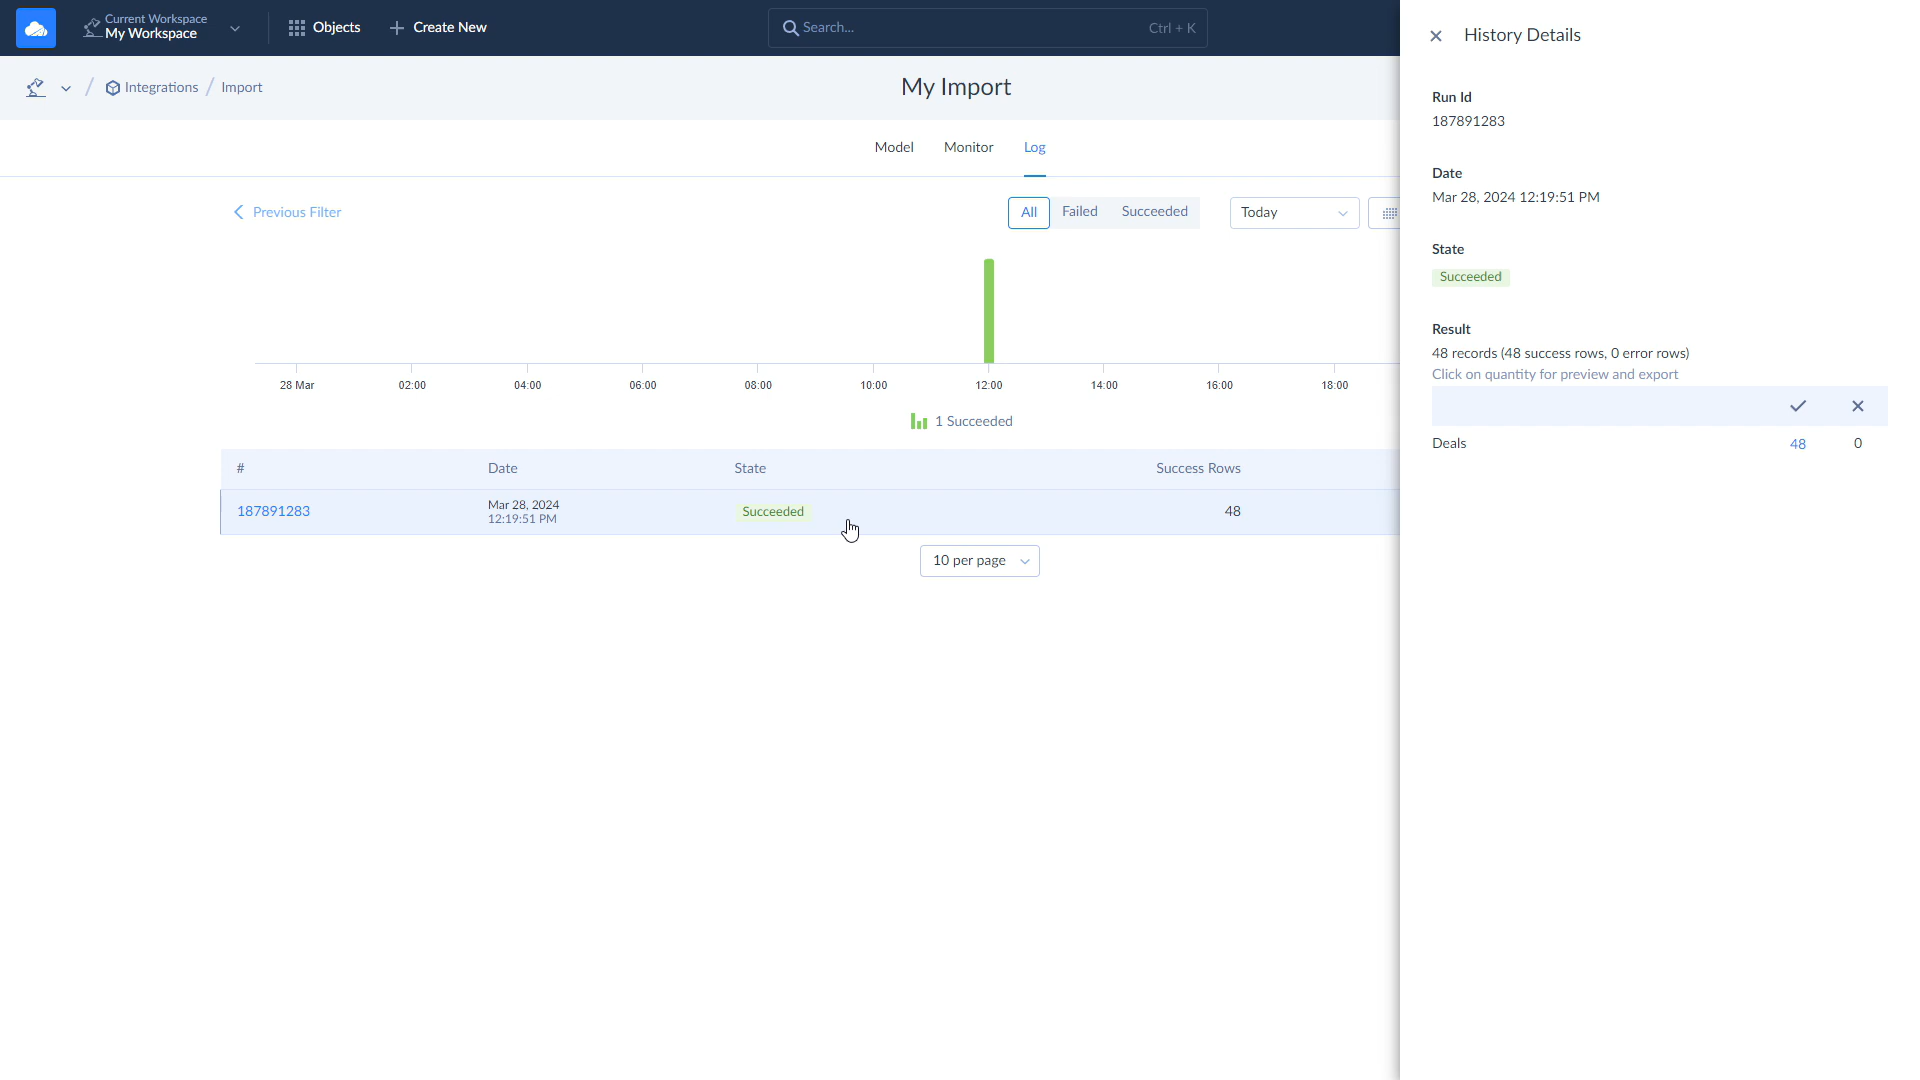 Current Workspace
My Workspace
Objects
Create New
Search...
Ctrl + K
Integrations / Import
My Import
Model
Monitor
Log
Previous Filter
All
Failed
Succeeded
Today
28 Mar
02:00
04:00
06:00
08:00
10:00
12:00
14:00
16:00
18:00
1 Succeeded
# Date State Success Rows
187891283 Mar 28, 2024 12:19:51 PM Succeeded 48
10 per page
History Details
Run Id
187891283
Date
Mar 28, 2024 12:19:51 PM
State
Succeeded
Result
48 records (48 success rows, 0 error rows)
Click on quantity for preview and export
Deals 48 0